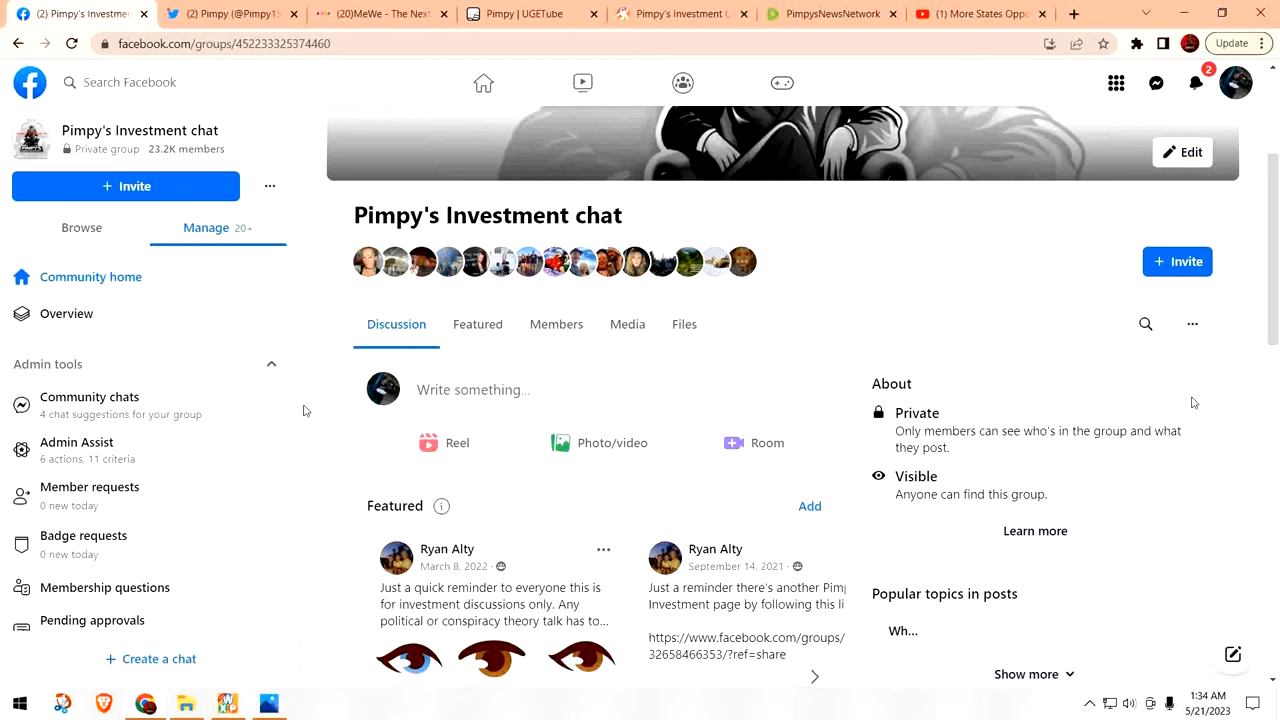 (2) Pimpy's Investmen
(2) Pimpy (@Pimpy15
(20)MeWe - The Next
Pimpy | UGETube
Pimpy's Investment C
PimpysNewsNetwork
(1) More States Oppo
facebook.com/groups/452233325374460
Update
Search Facebook
2
Pimpy's Investment chat
Private group 23.2K members
+ Invite
Browse
Manage 20+
Community home
Overview
Admin tools
Community chats
4 chat suggestions for your group
Admin Assist
6 actions, 11 criteria
Member requests
0 new today
Badge requests
0 new today
Membership questions
Pending approvals
+ Create a chat
Edit
Pimpy's Investment chat
+ Invite
Discussion
Featured
Members
Media
Files
Write something...
Reel
Photo/video
Room
Featured
Add
Ryan Alty
March 8, 2022 ·
Just a quick reminder to everyone this is
for investment discussions only. Any
political or conspiracy theory talk has to...
Ryan Alty
September 14, 2021 ·
Just a reminder there's another Pim
Investment page by following this li
https://www.facebook.com/groups/
32658466353/?ref=share
About
Private
Only members can see who's in the group and what
they post.
Visible
Anyone can find this group.
Learn more
Popular topics in posts
Wh...
Show more
1:34 AM
5/21/2023